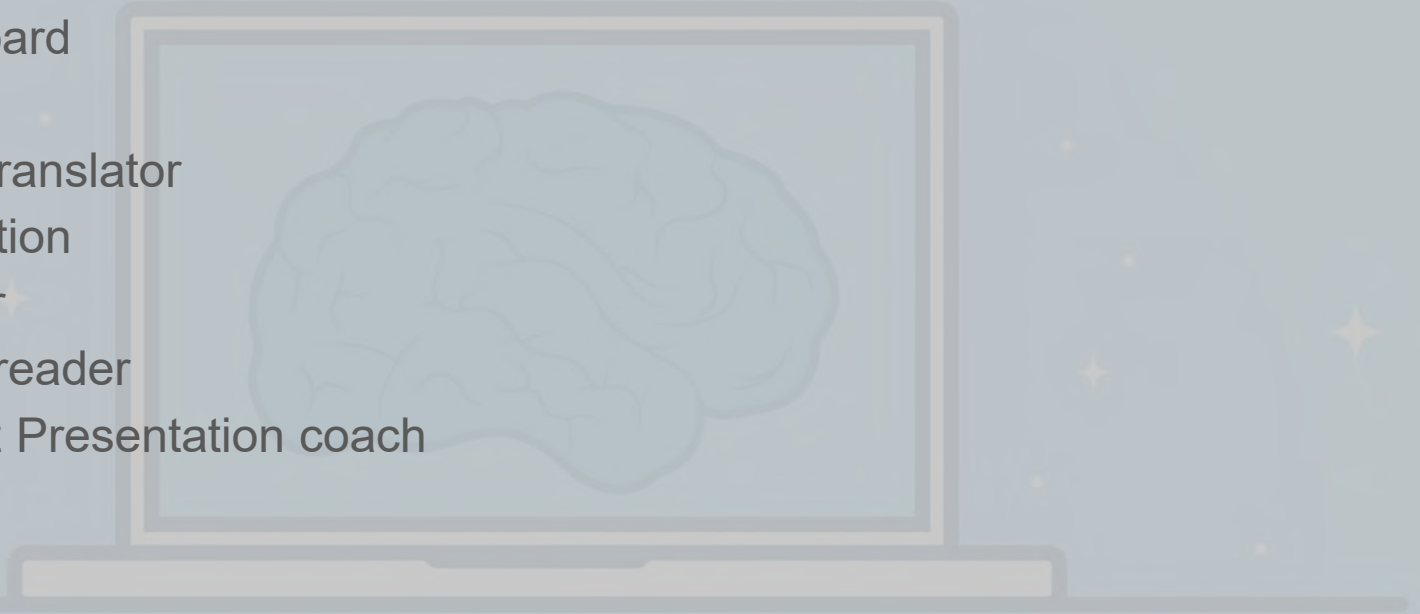 ard
ranslator
tion
r
reader
Presentation coach